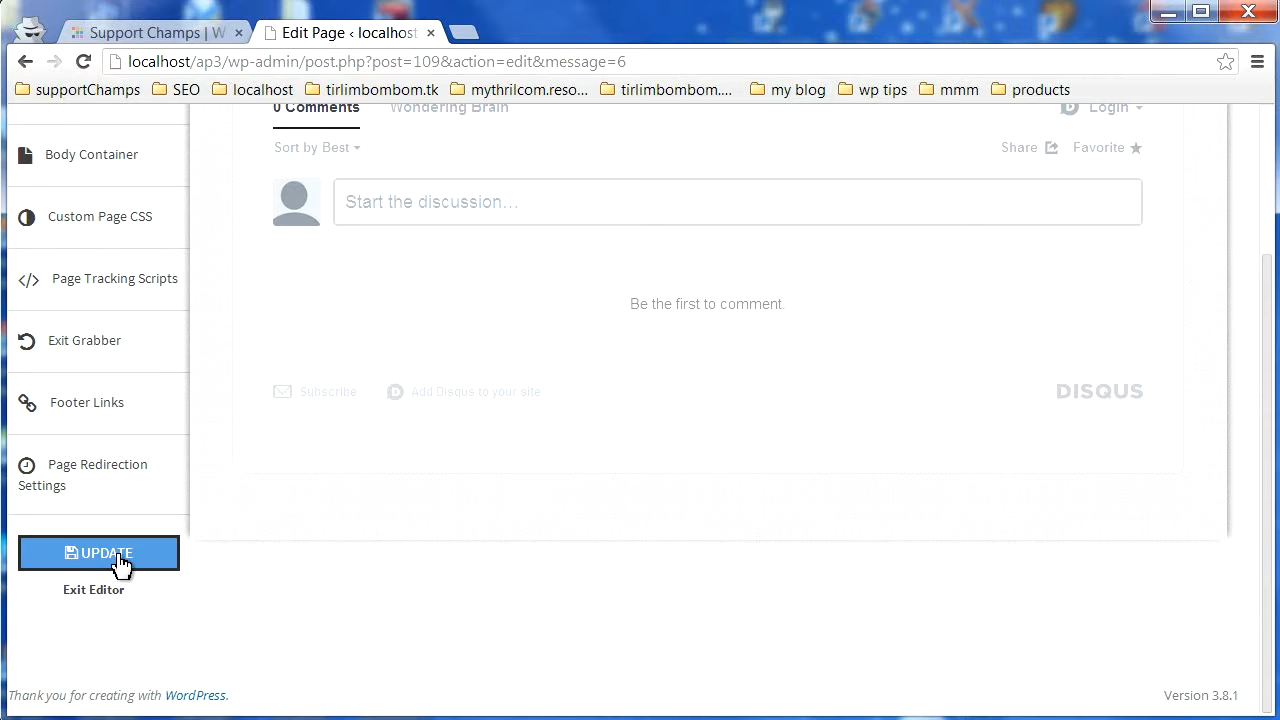 Support Champs | W
Edit Page ‹ localhost
localhost/ap3/wp-admin/post.php?post=109&action=edit&message=6
supportChamps
SEO
localhost
tirlimbombom.tk
mythrilcom.reso...
tirlimbombom....
my blog
wp tips
mmm
products
0 Comments
Wondering Brain
Login
Body Container
Sort by Best
Share
Favorite
Custom Page CSS
Start the discussion...
Page Tracking Scripts
Be the first to comment.
Exit Grabber
Subscribe
Add Disqus to your site
DISQUS
Footer Links
Page Redirection
Settings
UPDATE
Exit Editor
Thank you for creating with WordPress.
Version 3.8.1